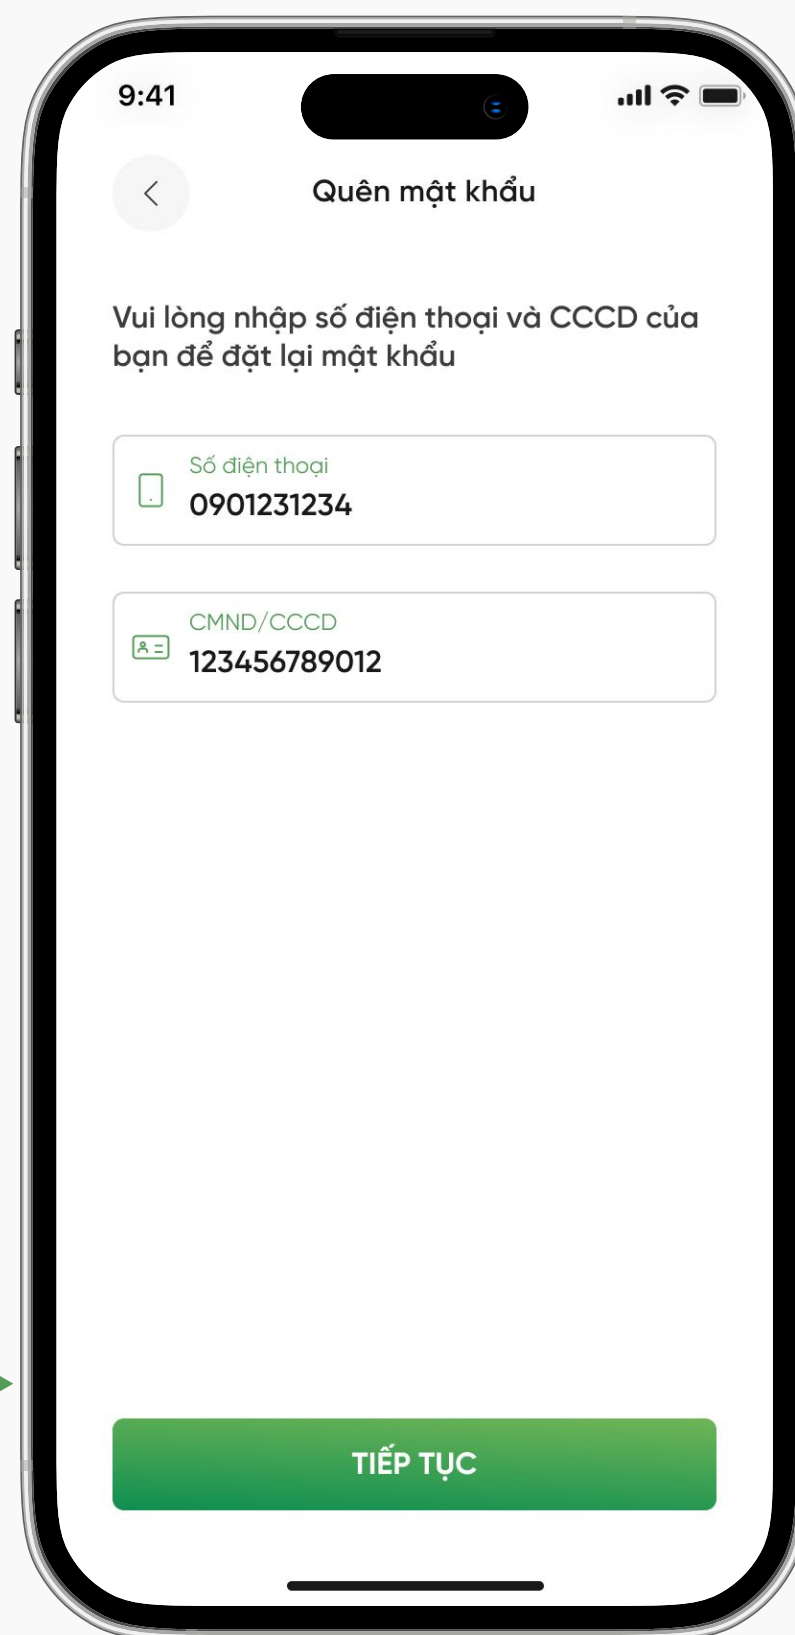 9:41
Quên mật khẩu
Vui lòng nhập số điện thoại và CCCD của
bạn để đặt lại mật khẩu
Số điện thoại
0901231234
CMND/CCCD
123456789012
TIẾP TỤC